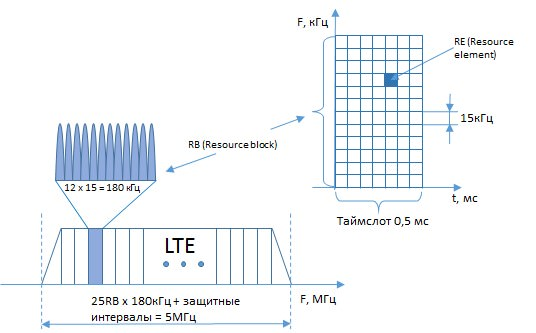 F, кГц
RE (Resource
element)
15кГц
RB (Resource block)
12 x 15 = 180 кГц
t, мс
Таймслот 0,5 мс
LTE
25RB x 180кГц + защитные
интервалы = 5МГц
F, МГц